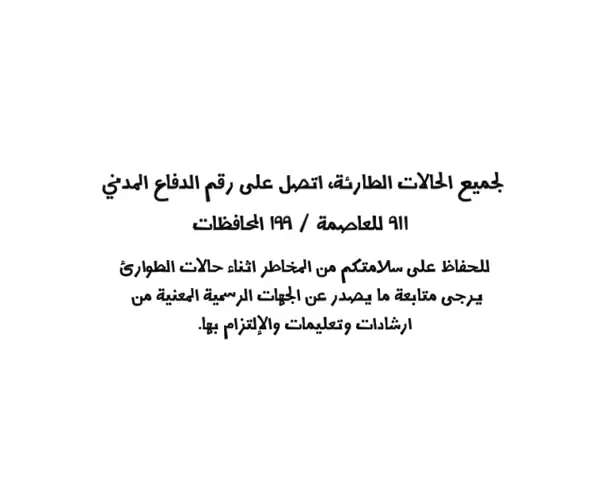 لجميع الحالات الطارئة، اتصل على رقم الدفاع المدني
٩١١ للعاصمة / ١٩٩ المحافظات
للحفاظ على سلامتكم من المخاطر اثناء حالات الطوارئ
يرجى متابعة ما يصدر عن الجهات الرسمية المعنية من
ارشادات وتعليمات والإلتزام بها.